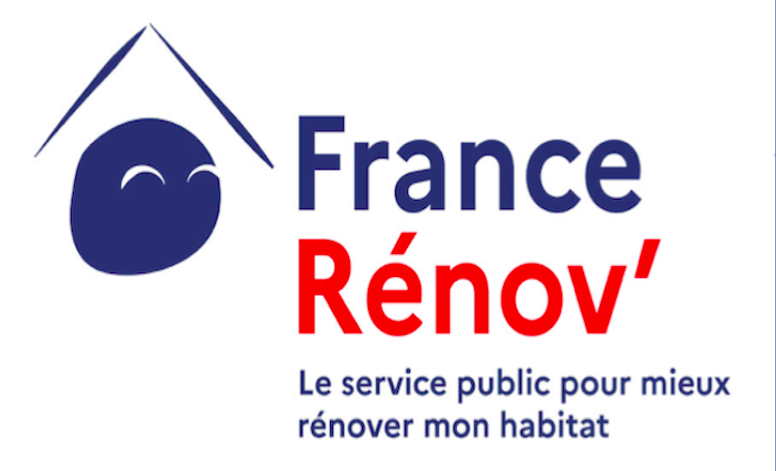 France
Rénov’
Le service public pour mieux
rénover mon habitat